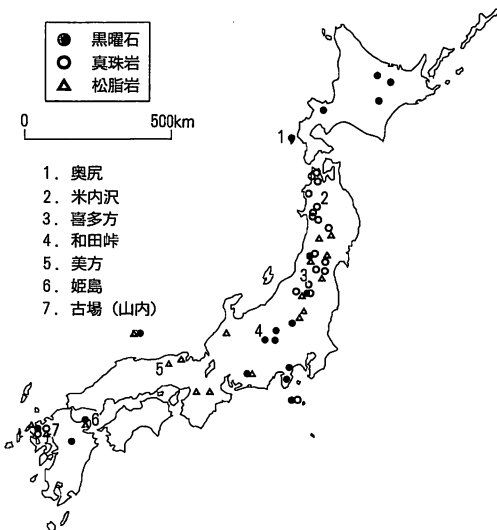 黒曜石
真珠岩
松脂岩
0 500km
1. 奥尻
2. 米内沢
3. 喜多方
4. 和田峠
5. 美方
6. 姫島
7. 古場（山内）
1
2
3
4
5
6
7